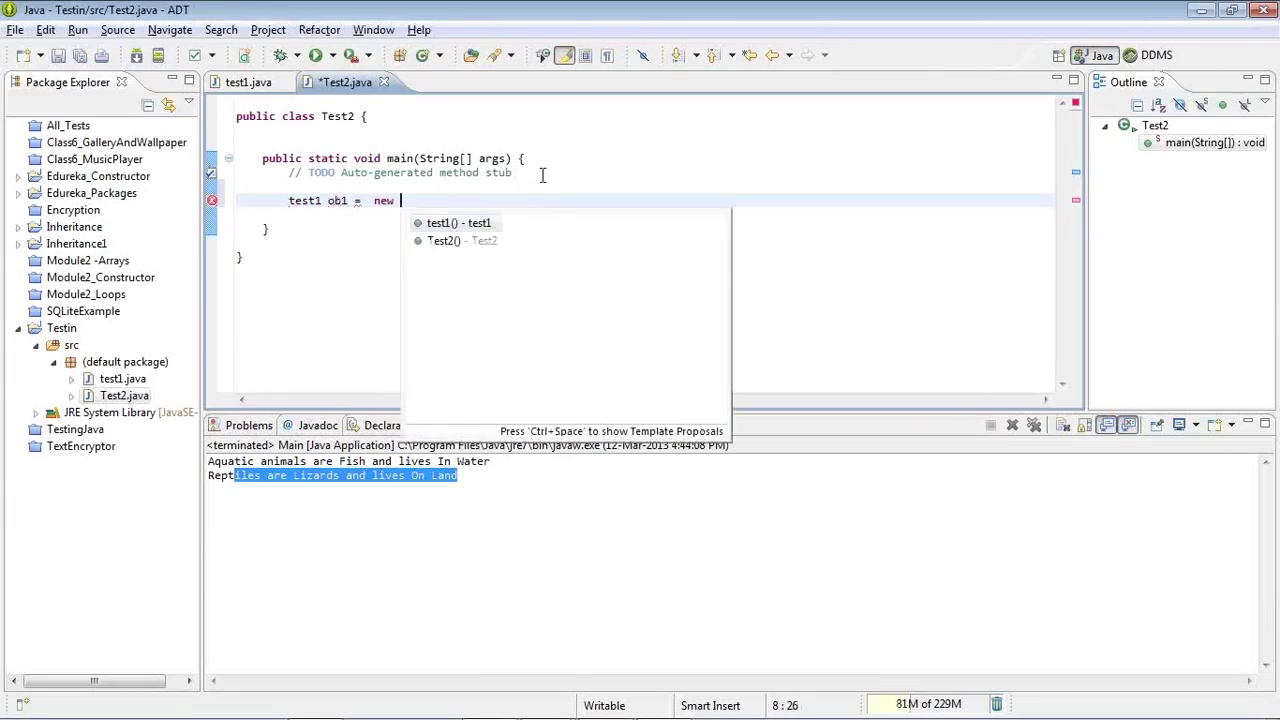 Java - Testin/src/Test2.java - ADT
File Edit Run Source Navigate Search Project Refactor Window Help
Java DDMS
Package Explorer
test1.java *Test2.java
Outline
All_Tests
Class6_GalleryAndWallpaper
Class6_MusicPlayer
Edureka_Constructor
Edureka_Packages
Inheritance
Inheritance1
Module2 -Arrays
Module2_Constructor
Module2_Loops
SQLiteExample
Testin
src
(default package)
test1.java
Test2.java
JRE System Library [JavaSE-
TestingJava
TextEncryptor
public class Test2 {
public static void main(String[] args) {
// TODO Auto-generated method stub
test1 ob1 =  new
}
}
test1() - test1
Test2() - Test2
Press 'Ctrl+Space' to show Template Proposals
Test2
main(String[]) : void
Problems Javadoc Declara
<terminated> Main [Java Application] C:\Program Files\Java\jre7\bin\javaw.exe (12-Mar-2013 4:44:08 PM)
Aquatic animals are Fish and lives In Water
Reptiles are Lizards and lives On Land
Writable Smart Insert 8 : 26 81M of 229M